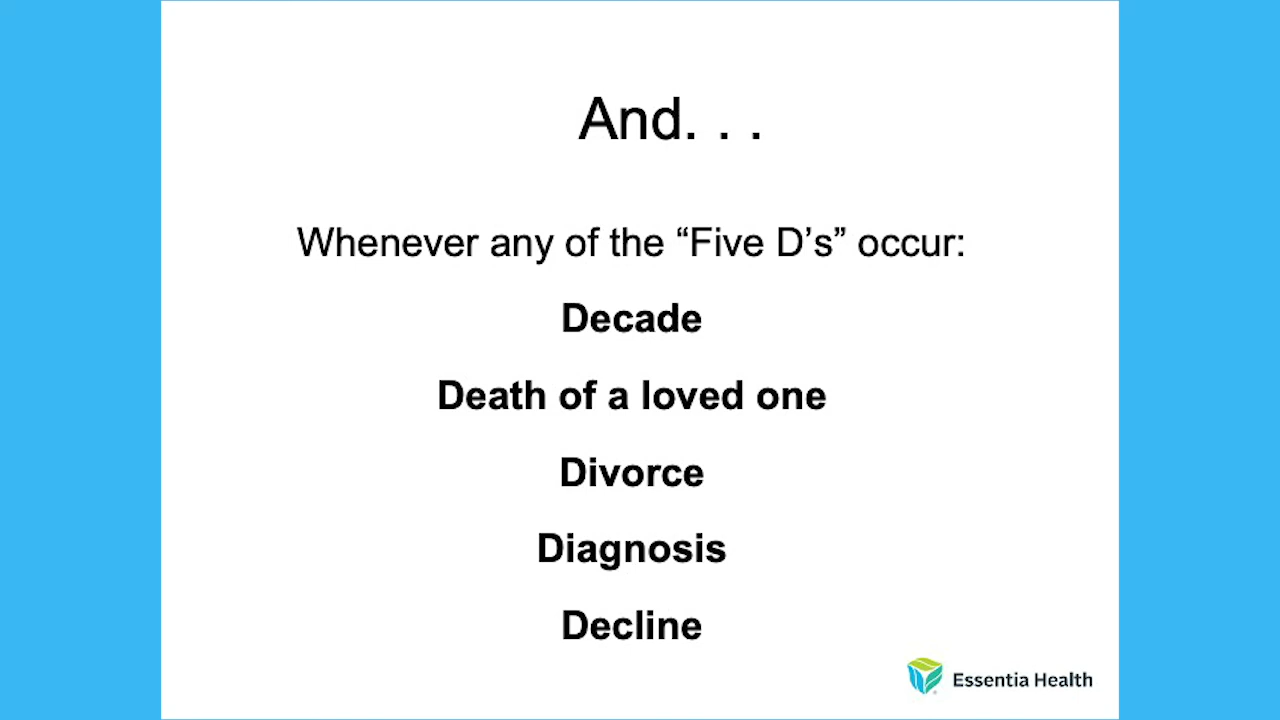 And. . .
Whenever any of the “Five D’s” occur:
Decade
Death of a loved one
Divorce
Diagnosis
Decline
Essentia Health